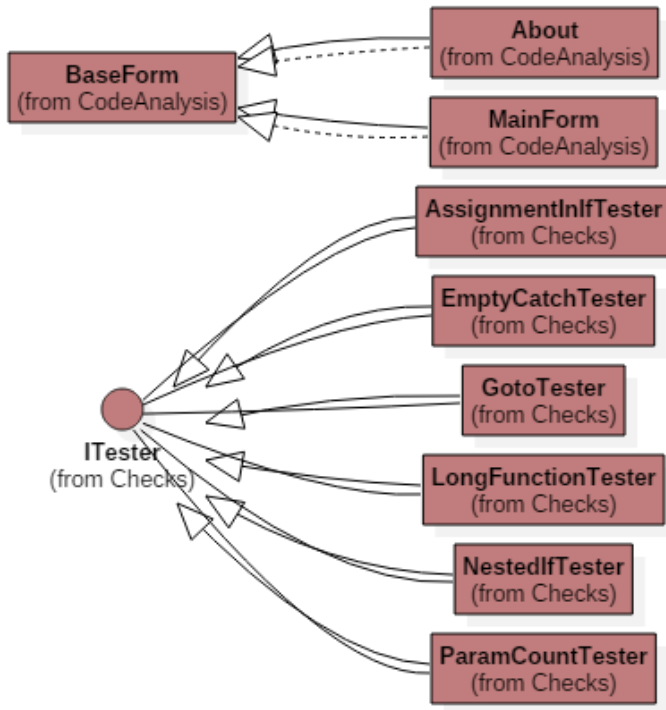 BaseForm
(from CodeAnalysis)
About
(from CodeAnalysis)
MainForm
(from CodeAnalysis)
AssignmentInIfTester
(from Checks)
EmptyCatchTester
(from Checks)
GotoTester
(from Checks)
ITester
(from Checks)
LongFunctionTester
(from Checks)
NestedIfTester
(from Checks)
ParamCountTester
(from Checks)